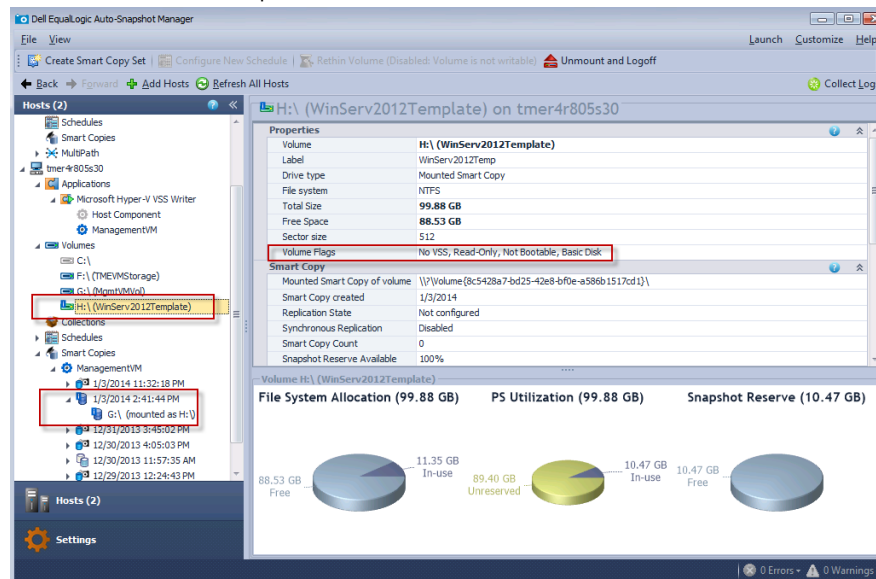 Dell EqualLogic Auto-Snapshot Manager
File View Launch Customize Help
Create Smart Copy Set Configure New Schedule Rethin Volume (Disabled: Volume is not writable) Unmount and Logoff
Back Forward Add Hosts Refresh All Hosts Collect Log
Hosts (2)
Schedules
Smart Copies
MultiPath
tmer4r805s30
Applications
Microsoft Hyper-V VSS Writer
Host Component
ManagementVM
Volumes
C:\
F:\ (TMEVMStorage)
G:\ (MgmtVMVol)
H:\ (WinServ2012Template)
Collections
Schedules
Smart Copies
ManagementVM
1/3/2014 11:32:18 PM
1/3/2014 2:41:44 PM
G:\ (mounted as H:\)
12/31/2013 3:45:02 PM
12/30/2013 4:05:03 PM
12/30/2013 11:57:35 AM
12/29/2013 12:24:43 PM
Hosts (2)
Settings
H:\ (WinServ2012Template) on tmer4r805s30
Properties
Volume H:\ (WinServ2012Template)
Label WinServ2012Temp
Drive type Mounted Smart Copy
File system NTFS
Total Size 99.88 GB
Free Space 88.53 GB
Sector size 512
Volume Flags No VSS, Read-Only, Not Bootable, Basic Disk
Smart Copy
Mounted Smart Copy of volume \\?\Volume{8c5428a7-bd25-42e8-bf0e-a586b1517cd1}\
Smart Copy created 1/3/2014
Replication State Not configured
Synchronous Replication Disabled
Smart Copy Count 0
Snapshot Reserve Available 100%
Volume H:\ (WinServ2012Template)
File System Allocation (99.88 GB) PS Utilization (99.88 GB) Snapshot Reserve (10.47 GB)
88.53 GB
Free
11.35 GB
In-use
89.40 GB
Unreserved
10.47 GB
In-use
10.47 GB
Free
0 Errors 0 Warnings